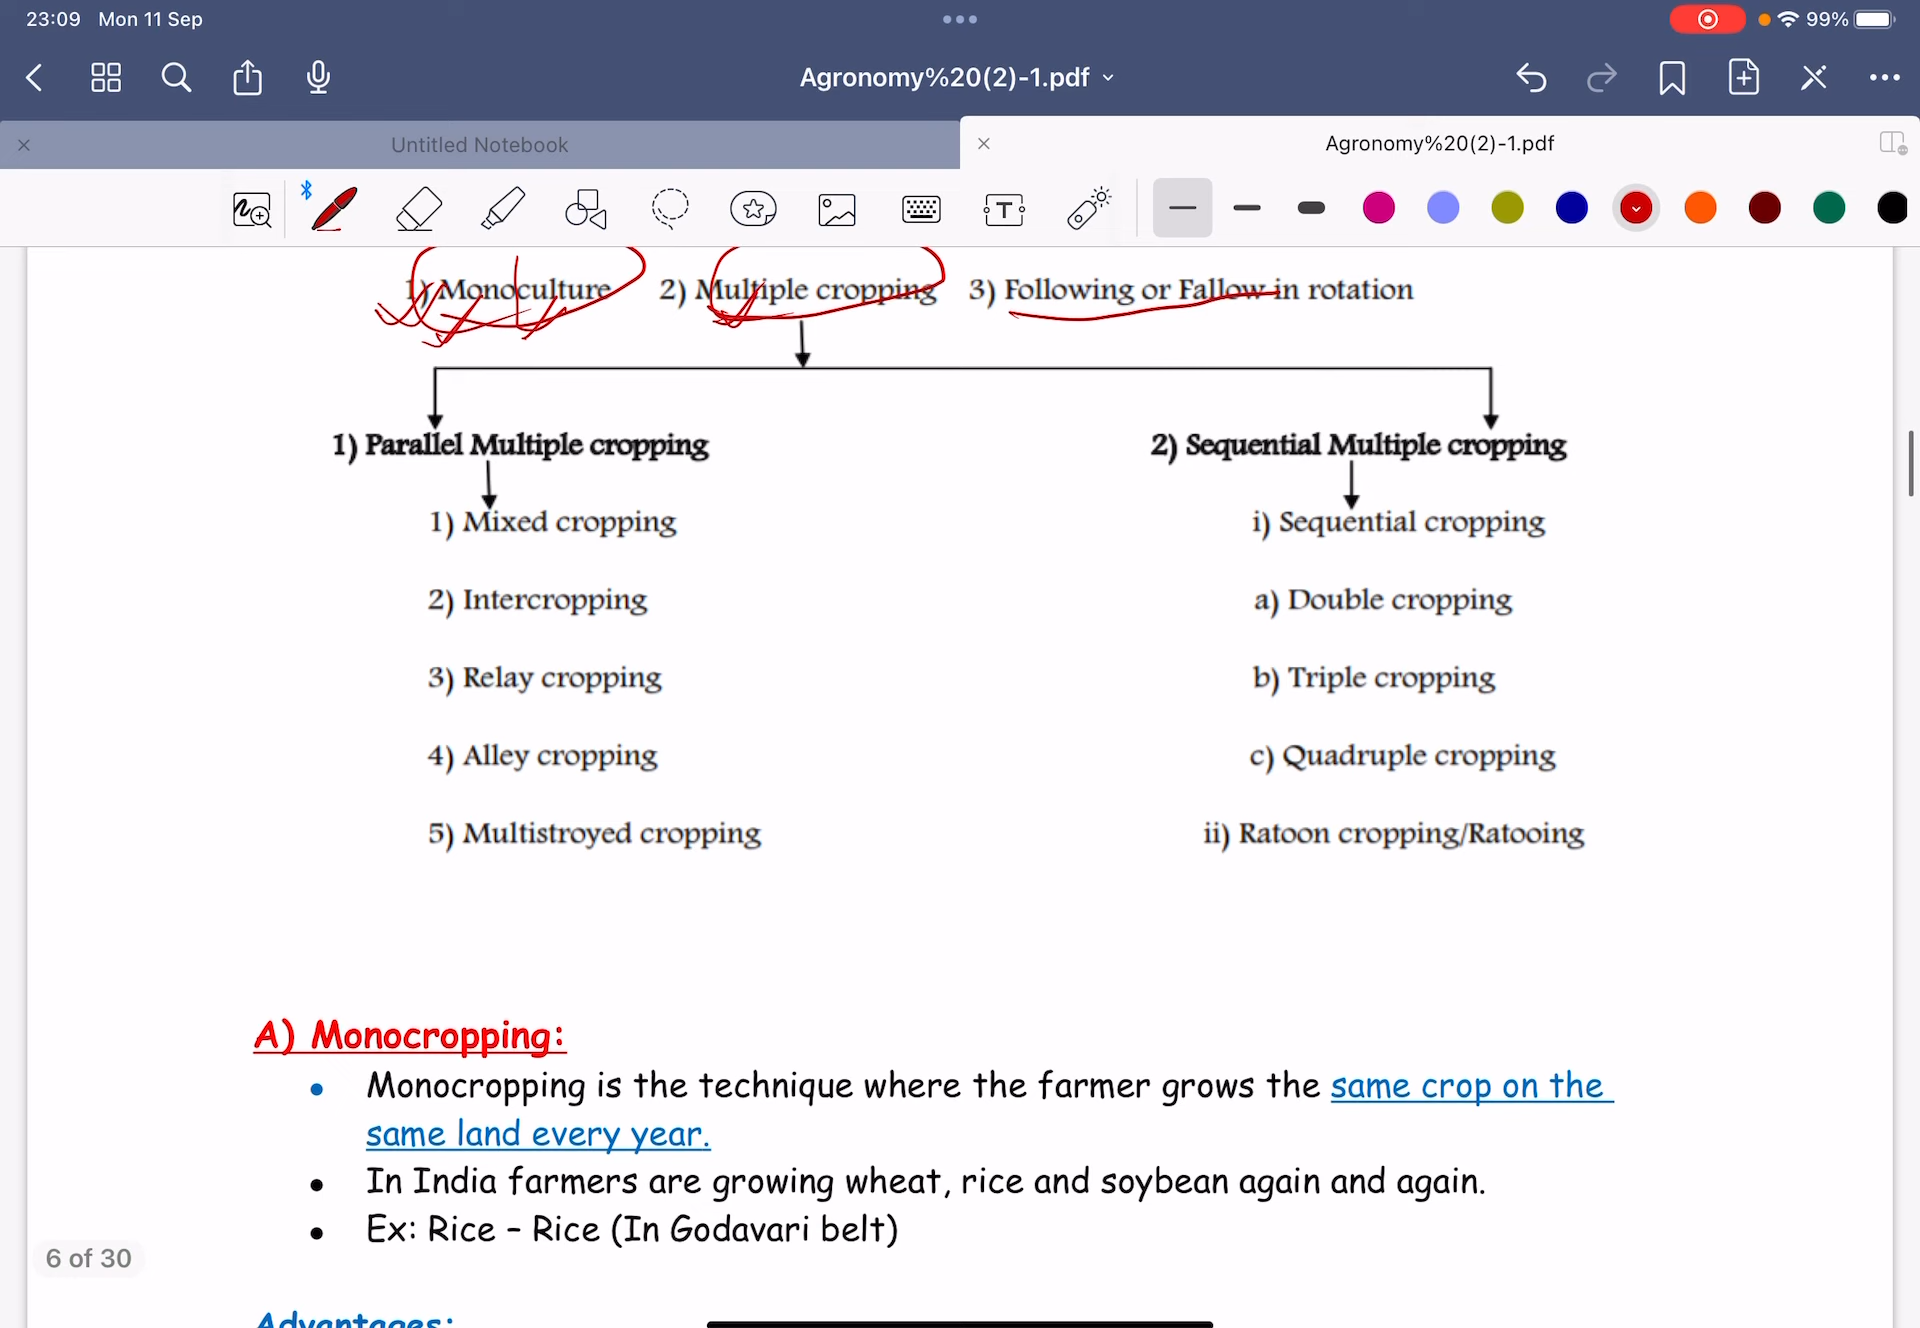 23:09 Mon 11 Sep 99%
Agronomy%20(2)-1.pdf
Untitled Notebook
Agronomy%20(2)-1.pdf
1) Monoculture 2) Multiple cropping 3) Following or Fallow in rotation
1) Parallel Multiple cropping
2) Sequential Multiple cropping
1) Mixed cropping
i) Sequential cropping
2) Intercropping
a) Double cropping
3) Relay cropping
b) Triple cropping
4) Alley cropping
c) Quadruple cropping
5) Multistroyed cropping
ii) Ratoon cropping/Ratooing
A) Monocropping:
• Monocropping is the technique where the farmer grows the same crop on the
same land every year.
• In India farmers are growing wheat, rice and soybean again and again.
• Ex: Rice – Rice (In Godavari belt)
6 of 30
Advantages: